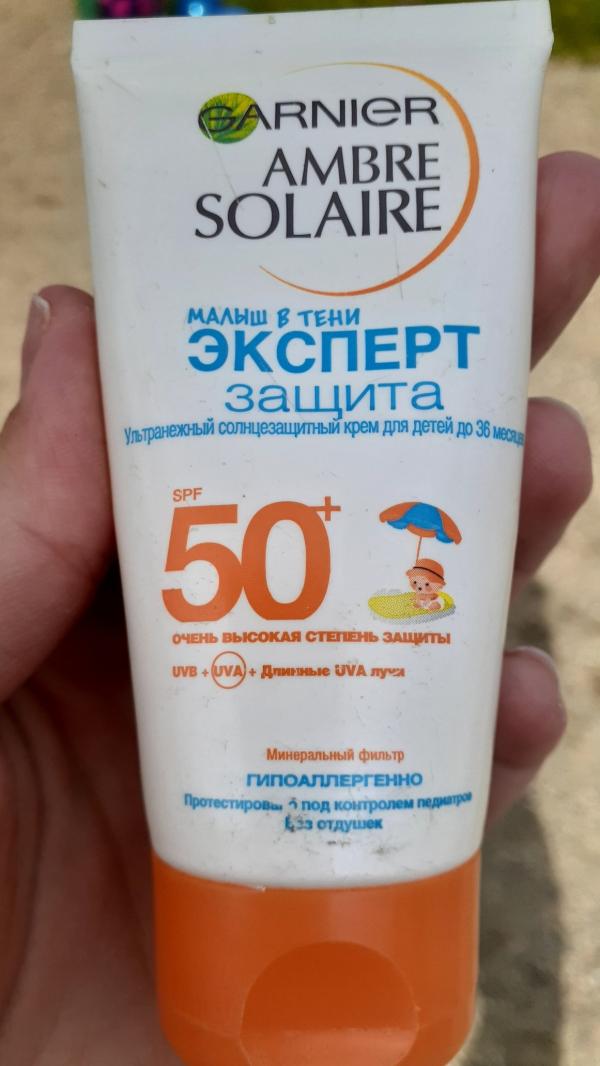 GARNIER
AMBRE
SOLAIRE
МАЛЫШ В ТЕНИ
ЭКСПЕРТ
защита
Ультранежный солнцезащитный крем для детей до 36 месяцев
SPF
50+
ОЧЕНЬ ВЫСОКАЯ СТЕПЕНЬ ЗАЩИТЫ
UVB + UVA + Длинные UVA лучи
Минеральный фильтр
ГИПОАЛЛЕРГЕННО
под контролем педиатров
отдушек